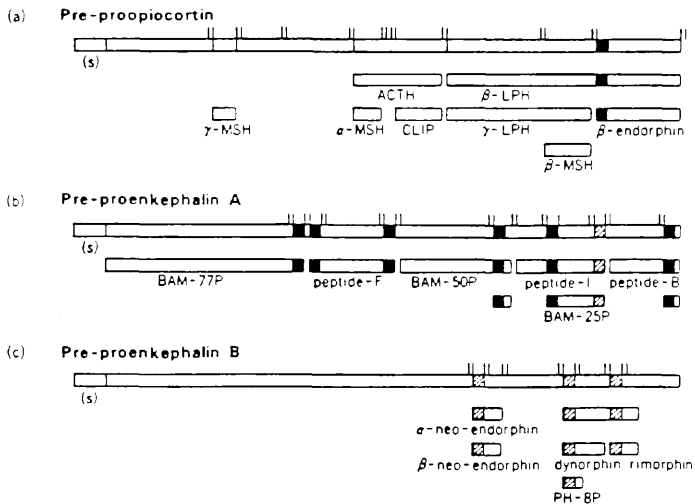 (a) Pre-proopiocortin
(s)
ACTH β-LPH
γ-MSH α-MSH CLIP γ-LPH β-endorphin
β-MSH
(b) Pre-proenkephalin A
(s)
BAM-77P peptide-F BAM-50P peptide-I peptide-B
BAM-25P
(c) Pre-proenkephalin B
(s)
α-neo-endorphin
β-neo-endorphin dynorphin rimorphin
PH-8P